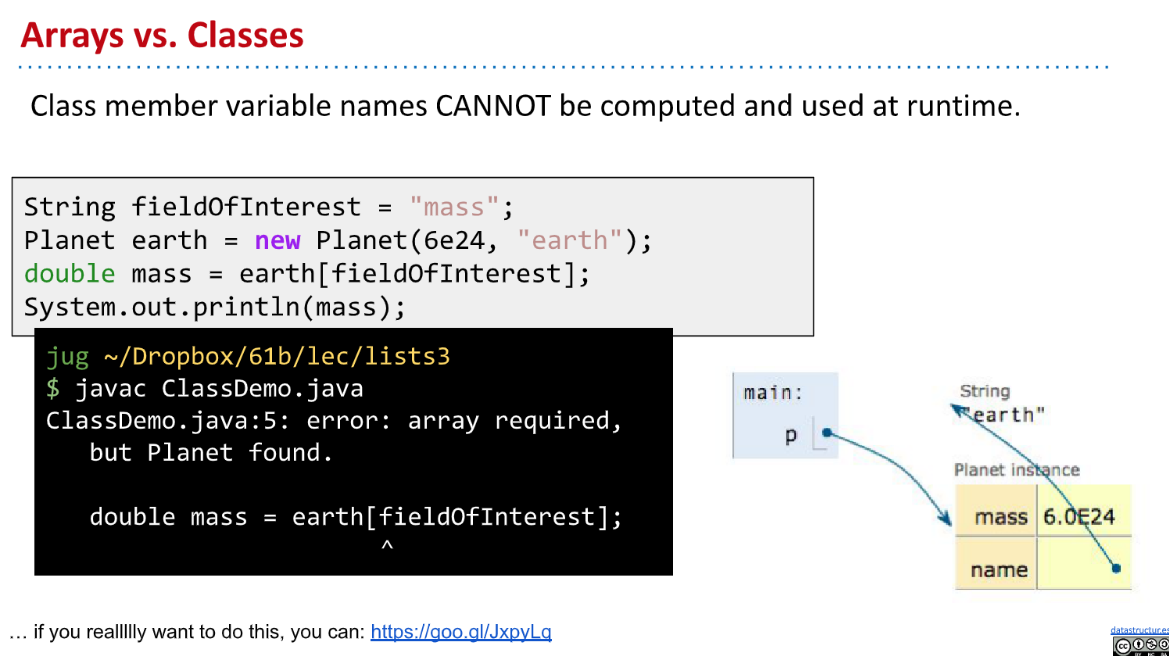 Arrays vs. Classes
Class member variable names CANNOT be computed and used at runtime.
String fieldOfInterest = "mass";
Planet earth = new Planet(6e24, "earth");
double mass = earth[fieldOfInterest];
System.out.println(mass);
jug ~/Dropbox/61b/lec/lists3
$ javac ClassDemo.java
ClassDemo.java:5: error: array required,
but Planet found.
double mass = earth[fieldOfInterest];
^
main:
p
String
"earth"
Planet instance
mass 6.0E24
name
… if you reallllly want to do this, you can: https://goo.gl/JxpyLq
datastructur.es